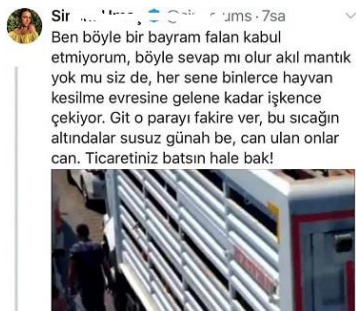 ums · 7sa
Ben böyle bir bayram falan kabul
etmiyorum, böyle sevap mı olur akıl mantık
yok mu siz de, her sene binlerce hayvan
kesilme evresine gelene kadar işkence
çekiyor. Git o parayı fakire ver, bu sıcağın
altındalar susuz günah be, can ulan onlar
can. Ticaretiniz batsın hale bak!